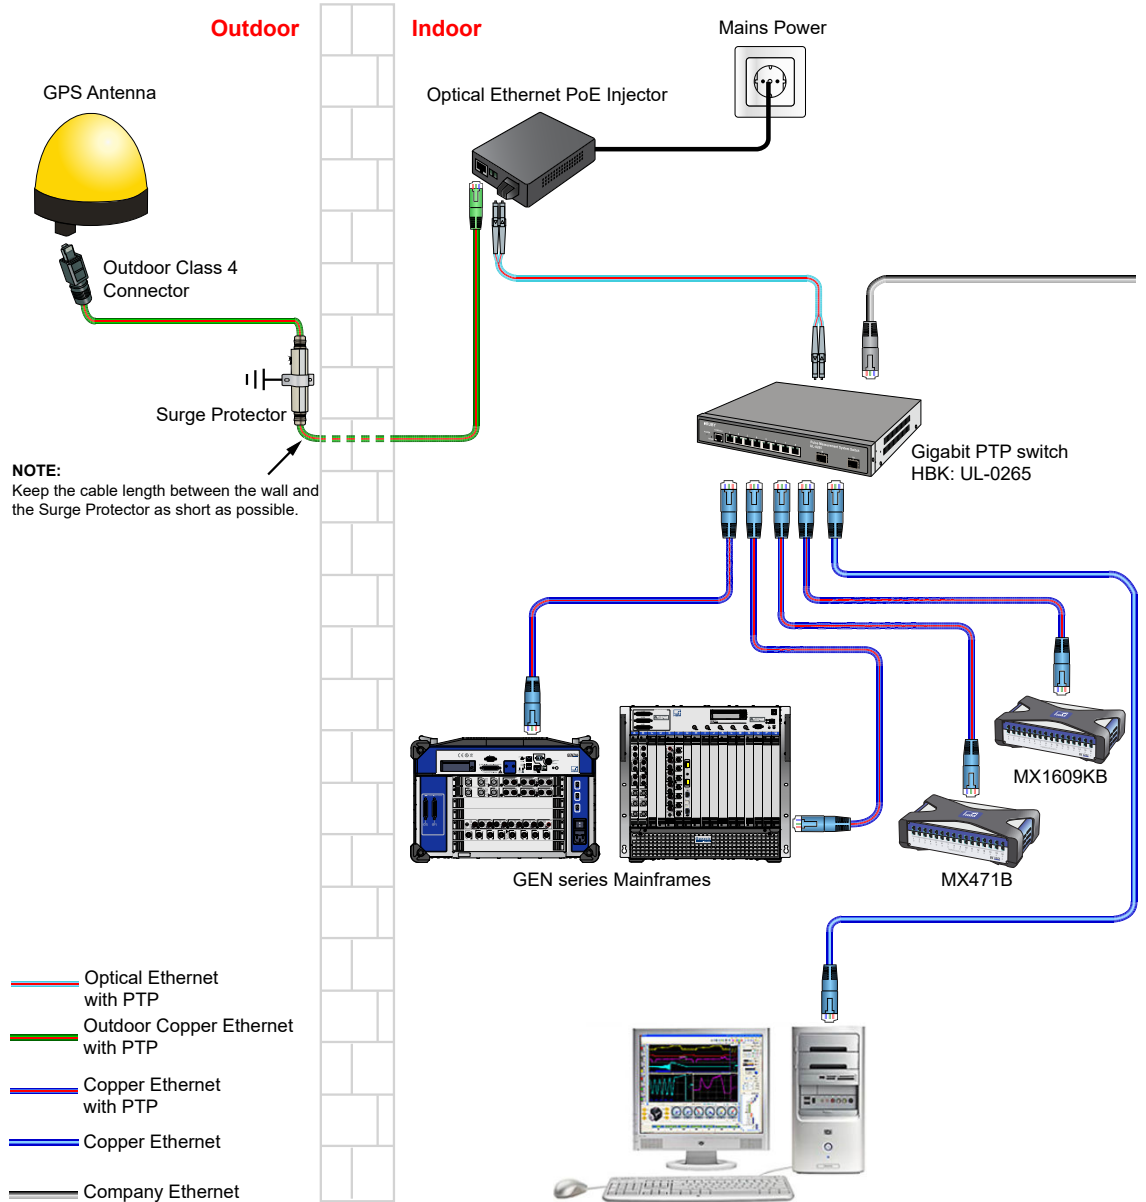 Outdoor
Indoor
Mains Power
GPS Antenna
Optical Ethernet PoE Injector
Outdoor Class 4
Connector
Surge Protector
NOTE:
Keep the cable length between the wall and
the Surge Protector as short as possible.
Gigabit PTP switch
HBK: UL-0265
MX1609KB
MX471B
GEN series Mainframes
Optical Ethernet
with PTP
Outdoor Copper Ethernet
with PTP
Copper Ethernet
with PTP
Copper Ethernet
Company Ethernet